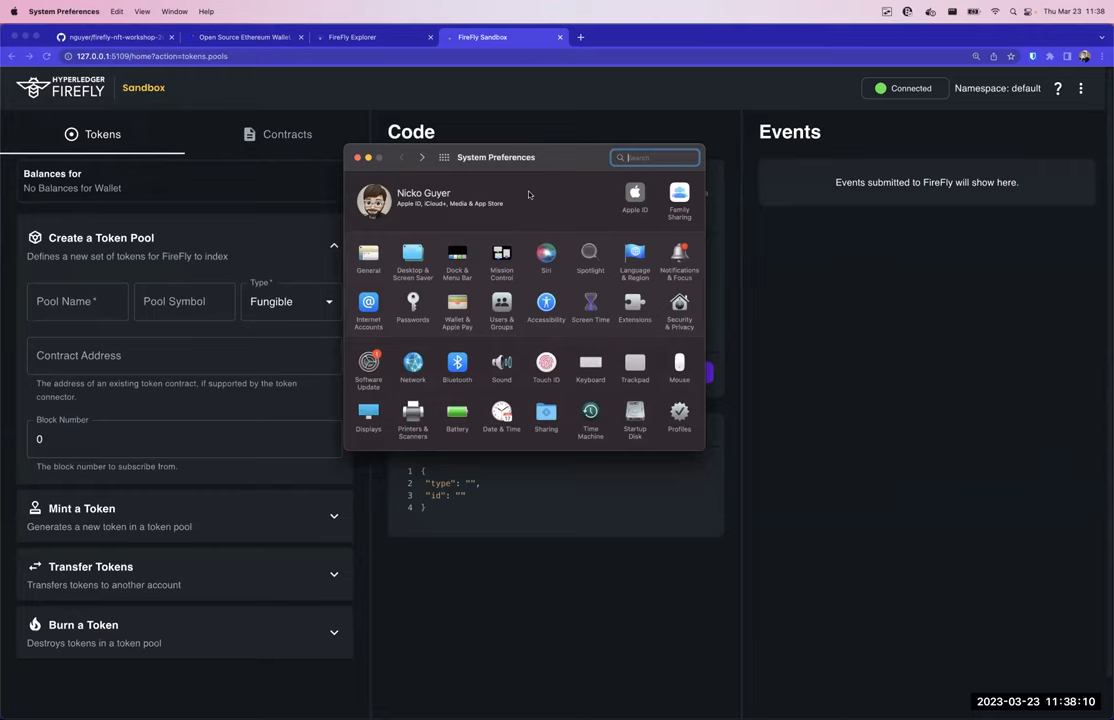 System Preferences Edit View Window Help
Thu Mar 23 11:38
nguyer/firefly-nft-workshop-2
Open Source Ethereum Wallet
FireFly Explorer
FireFly Sandbox
127.0.0.1:5109/home?action=tokens.pools
HYPERLEDGER
FIREFLY
Sandbox
Connected
Namespace: default
?
Tokens
Contracts
Balances for
No Balances for Wallet
Create a Token Pool
Defines a new set of tokens for FireFly to index
Pool Name *
Pool Symbol
Type *
Fungible
Contract Address
The address of an existing token contract, if supported by the token
connector.
Block Number
0
The block number to subscribe from.
Mint a Token
Generates a new token in a token pool
Transfer Tokens
Transfers tokens to another account
Burn a Token
Destroys tokens in a token pool
Code
System Preferences
Search
Nicko Guyer
Apple ID, iCloud+, Media & App Store
Apple ID
Family
Sharing
General
Desktop &
Screen Saver
Dock &
Menu Bar
Mission
Control
Siri
Spotlight
Language
& Region
Notifications
& Focus
Internet
Accounts
Passwords
Wallet &
Apple Pay
Users &
Groups
Accessibility
Screen Time
Extensions
Security
& Privacy
1
Software
Update
Network
Bluetooth
Sound
Touch ID
Keyboard
Trackpad
Mouse
Displays
Printers &
Scanners
Battery
17
Date & Time
Sharing
Time
Machine
Startup
Disk
Profiles
1 {
2 "type": "",
3 "id": ""
4 }
Events
Events submitted to FireFly will show here.
2023-03-23 11:38:10